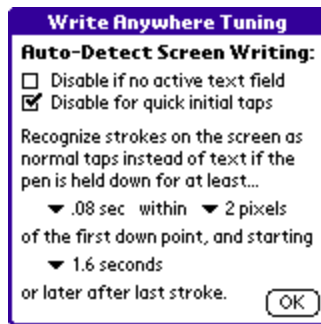 Write Anywhere Tuning
Auto-Detect Screen Writing:
Disable if no active text field
Disable for quick initial taps
Recognize strokes on the screen as
normal taps instead of text if the
pen is held down for at least...
.08 sec within 2 pixels
of the first down point, and starting
1.6 seconds
or later after last stroke.
OK